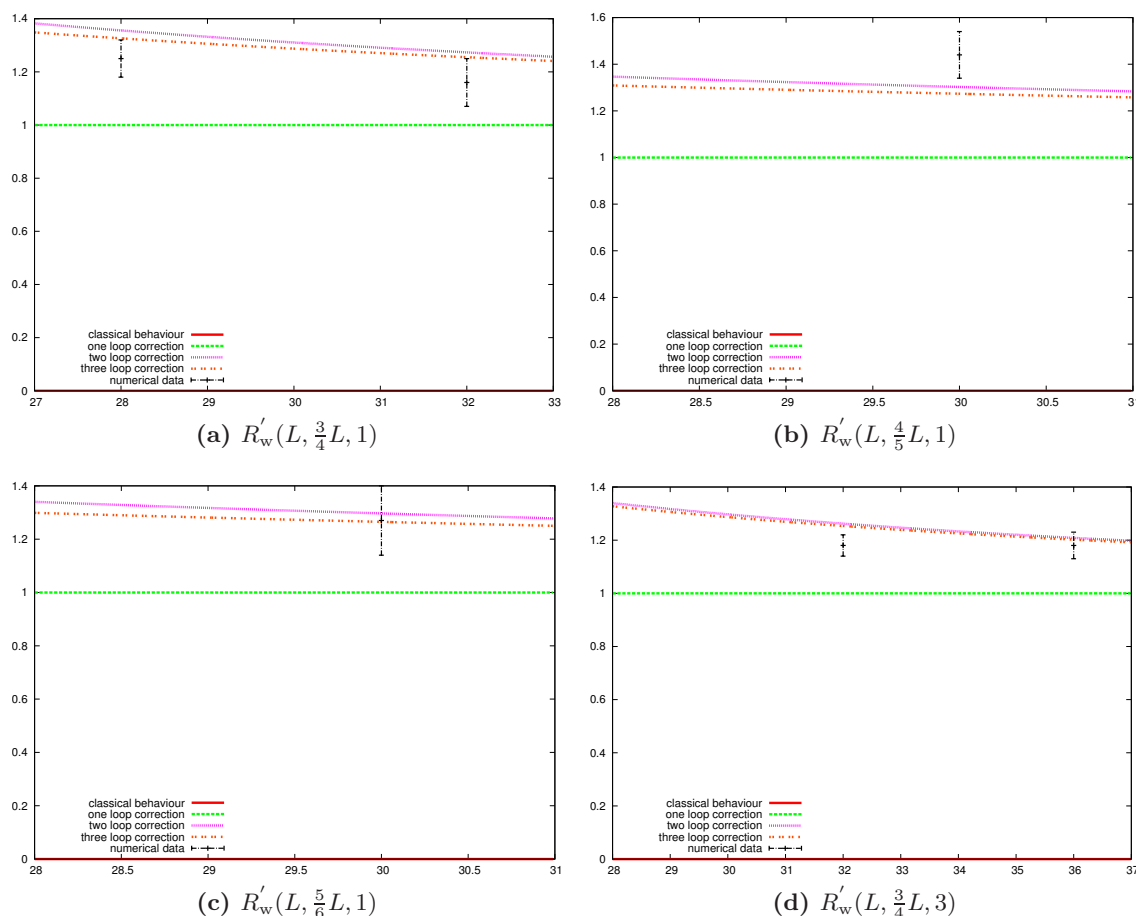 1.4
1.2
1
0.8
0.6
0.4
0.2
0
classical behaviour
one loop correction
two loop correction
three loop correction
numerical data
27 28 29 30 31 32 33
(a) R′w(L, 3/4 L, 1)
1.6
1.4
1.2
1
0.8
0.6
0.4
0.2
0
classical behaviour
one loop correction
two loop correction
three loop correction
numerical data
28 28.5 29 29.5 30 30.5 31
(b) R′w(L, 4/5 L, 1)
1.4
1.2
1
0.8
0.6
0.4
0.2
0
classical behaviour
one loop correction
two loop correction
three loop correction
numerical data
28 28.5 29 29.5 30 30.5 31
(c) R′w(L, 5/6 L, 1)
1.4
1.2
1
0.8
0.6
0.4
0.2
0
classical behaviour
one loop correction
two loop correction
three loop correction
numerical data
28 29 30 31 32 33 34 35 36 37
(d) R′w(L, 3/4 L, 3)